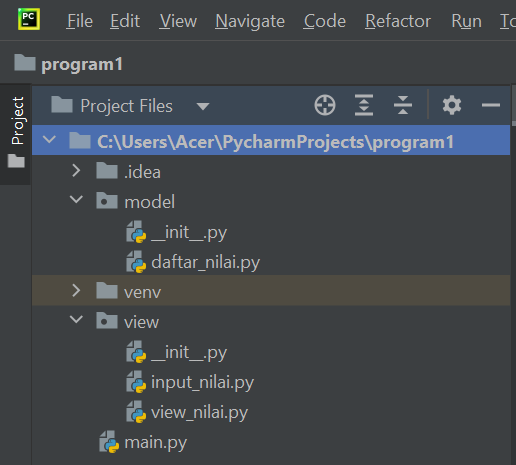 PC
File Edit View Navigate Code Refactor Run
program1
Project
Project Files
C:\Users\Acer\PycharmProjects\program1
.idea
model
__init__.py
daftar_nilai.py
venv
view
__init__.py
input_nilai.py
view_nilai.py
main.py